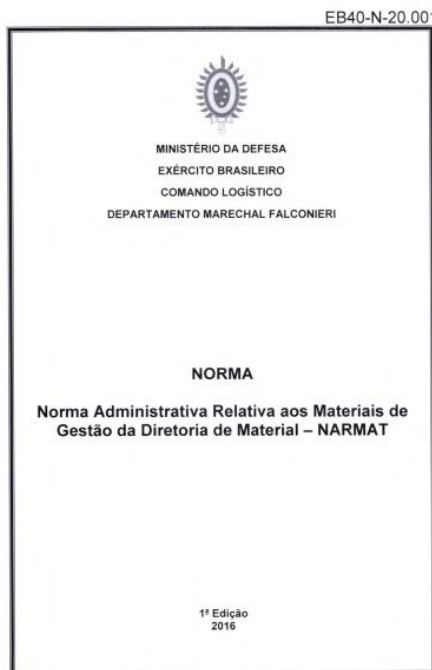 EB40-N-20.001
MINISTÉRIO DA DEFESA
EXÉRCITO BRASILEIRO
COMANDO LOGÍSTICO
DEPARTAMENTO MARECHAL FALCONIERI
NORMA
Norma Administrativa Relativa aos Materiais de
Gestão da Diretoria de Material – NARMAT
1ª Edição
2016